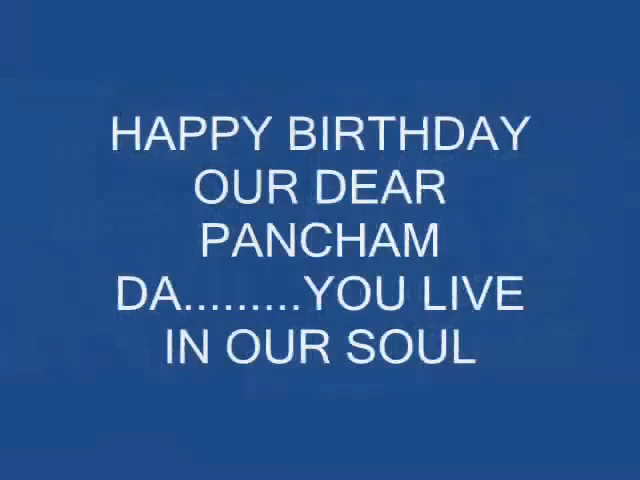 HAPPY BIRTHDAY
OUR DEAR
PANCHAM
DA.........YOU LIVE
IN OUR SOUL